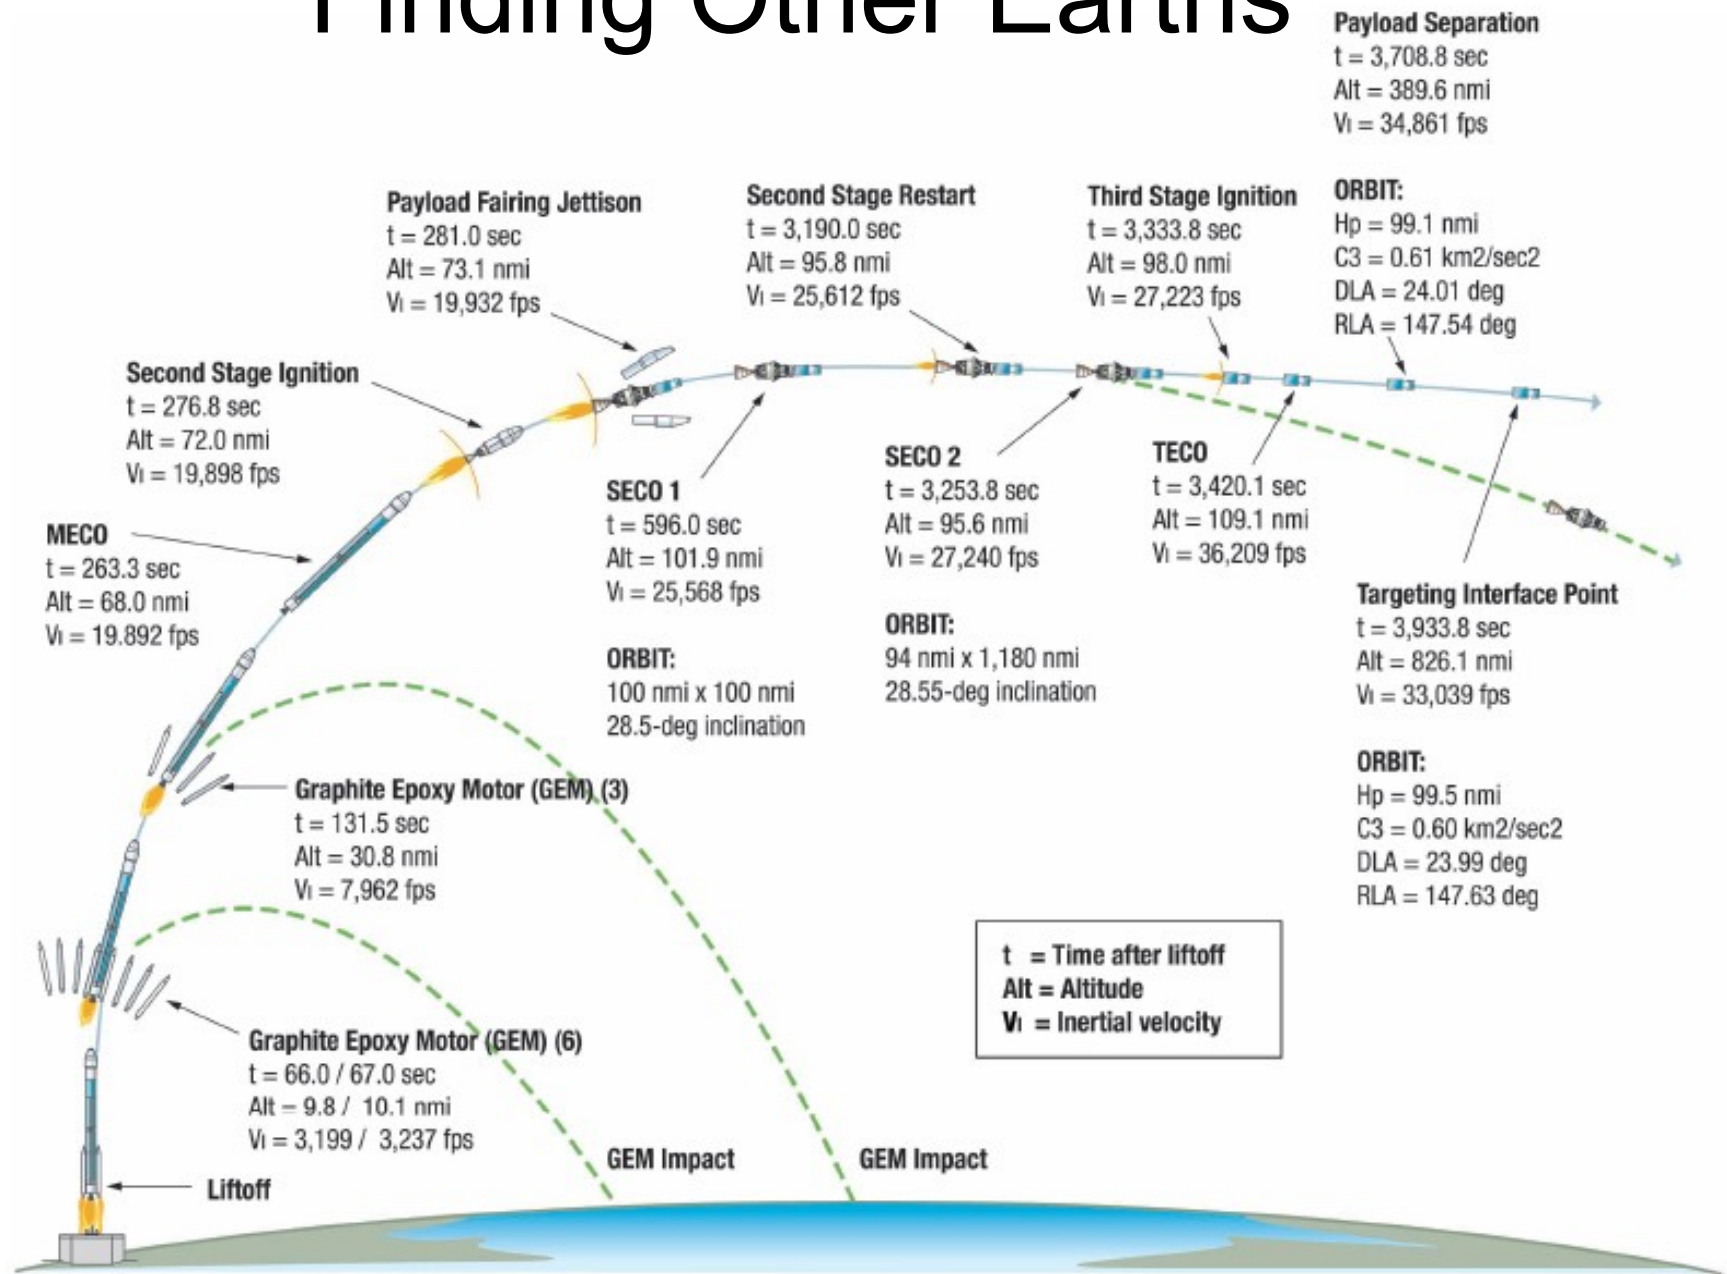 Finding Other Earths
Payload Separation
t = 3,708.8 sec
Alt = 389.6 nmi
VI = 34,861 fps
ORBIT:
Hp = 99.1 nmi
C3 = 0.61 km2/sec2
DLA = 24.01 deg
RLA = 147.54 deg
Payload Fairing Jettison
t = 281.0 sec
Alt = 73.1 nmi
VI = 19,932 fps
Second Stage Restart
t = 3,190.0 sec
Alt = 95.8 nmi
VI = 25,612 fps
Third Stage Ignition
t = 3,333.8 sec
Alt = 98.0 nmi
VI = 27,223 fps
Second Stage Ignition
t = 276.8 sec
Alt = 72.0 nmi
VI = 19,898 fps
MECO
t = 263.3 sec
Alt = 68.0 nmi
VI = 19.892 fps
SECO 1
t = 596.0 sec
Alt = 101.9 nmi
VI = 25,568 fps
ORBIT:
100 nmi x 100 nmi
28.5-deg inclination
SECO 2
t = 3,253.8 sec
Alt = 95.6 nmi
VI = 27,240 fps
ORBIT:
94 nmi x 1,180 nmi
28.55-deg inclination
TECO
t = 3,420.1 sec
Alt = 109.1 nmi
VI = 36,209 fps
Targeting Interface Point
t = 3,933.8 sec
Alt = 826.1 nmi
VI = 33,039 fps
ORBIT:
Hp = 99.5 nmi
C3 = 0.60 km2/sec2
DLA = 23.99 deg
RLA = 147.63 deg
Graphite Epoxy Motor (GEM) (3)
t = 131.5 sec
Alt = 30.8 nmi
VI = 7,962 fps
Graphite Epoxy Motor (GEM) (6)
t = 66.0 / 67.0 sec
Alt = 9.8 / 10.1 nmi
VI = 3,199 / 3,237 fps
Liftoff
GEM Impact
GEM Impact
t = Time after liftoff
Alt = Altitude
VI = Inertial velocity